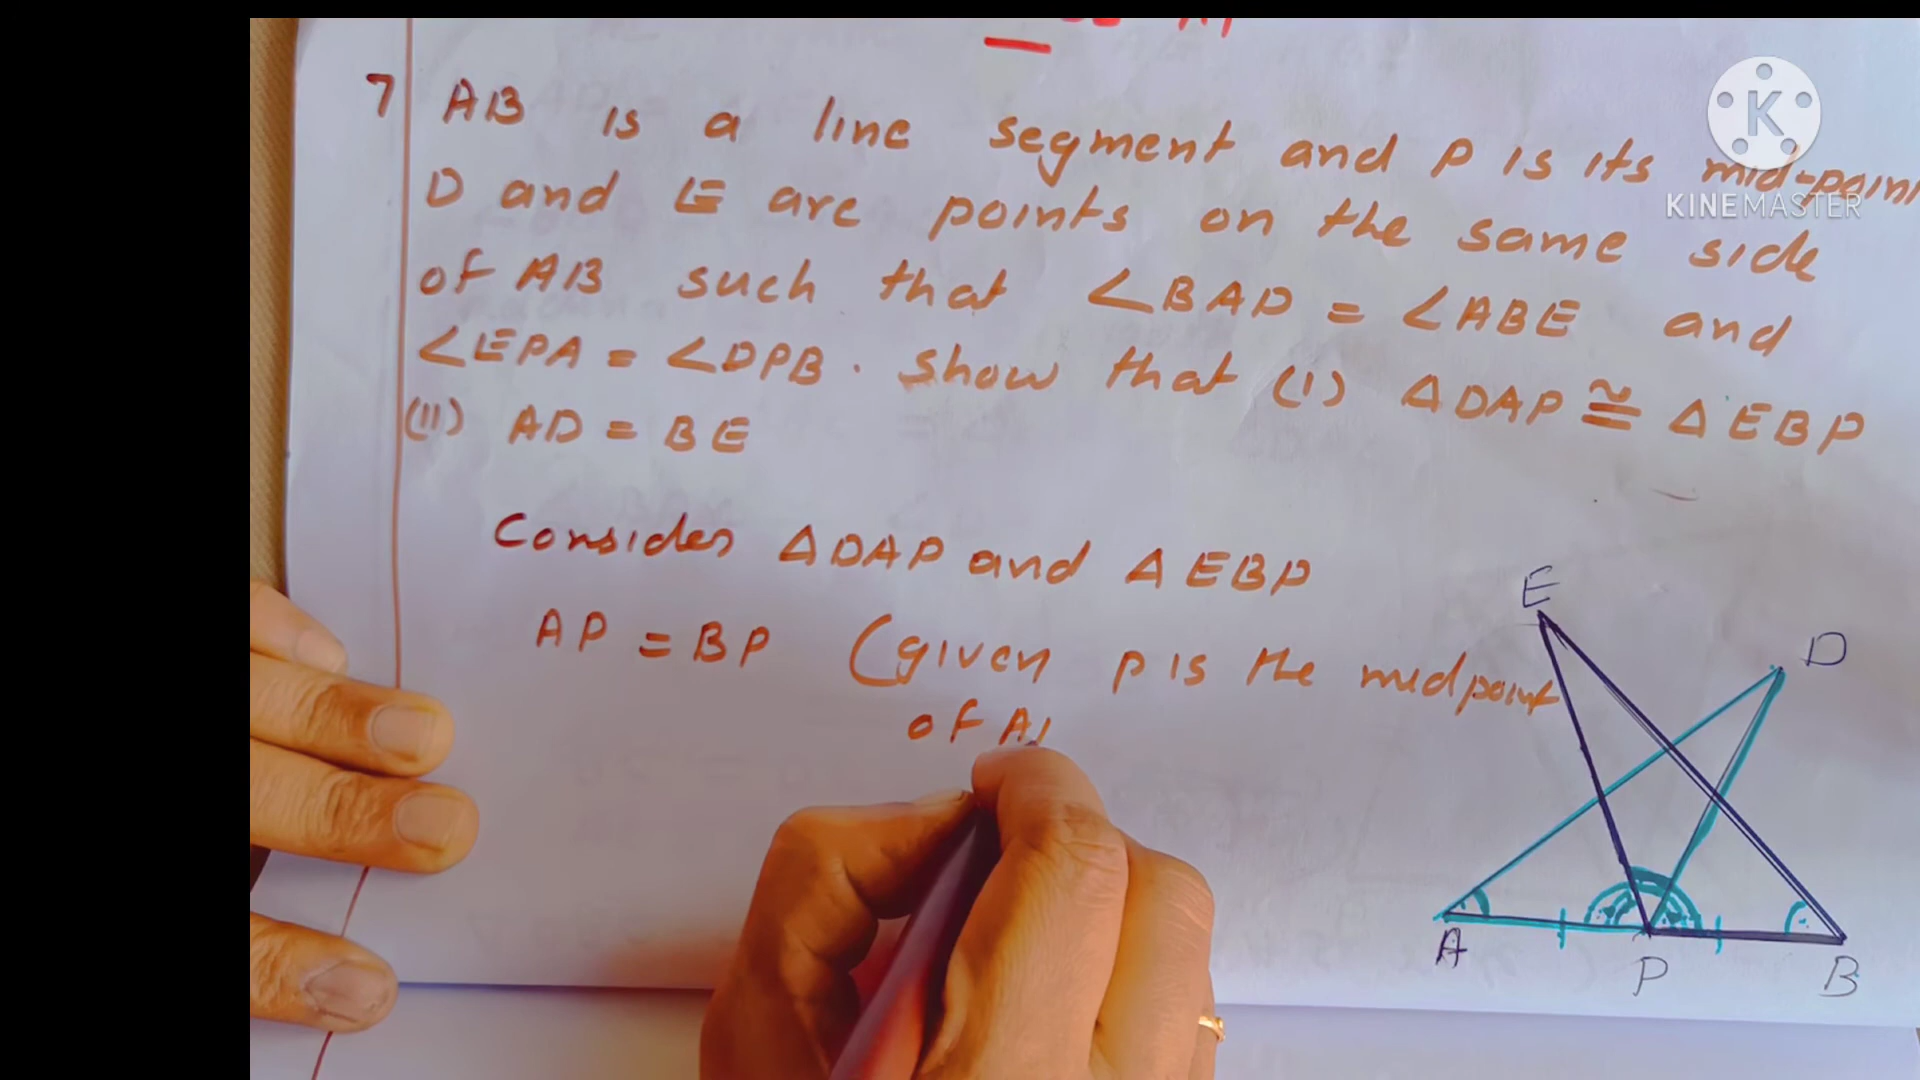 7 AB is a line segment and P is its mid-point
D and E are points on the same side
of AB such that ∠BAD = ∠ABE and
∠EPA = ∠DPB. Show that (i) ΔDAP ≅ ΔEBP
(ii) AD = BE
Consider ΔDAP and ΔEBP
AP = BP (given P is the midpoint
of
E
D
A
P
B
K
KINEMASTER